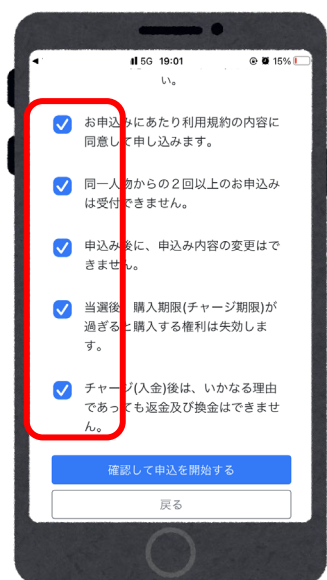 5G 19:01 15%
い。
お申込みにあたり利用規約の内容に
同意して申し込みます。
同一人物からの２回以上のお申込み
は受付できません。
申込み後に、申込み内容の変更はで
きません。
当選後、購入期限(チャージ期限)が
過ぎると購入する権利は失効しま
す。
チャージ(入金)後は、いかなる理由
であっても返金及び換金はできませ
ん。
確認して申込を開始する
戻る